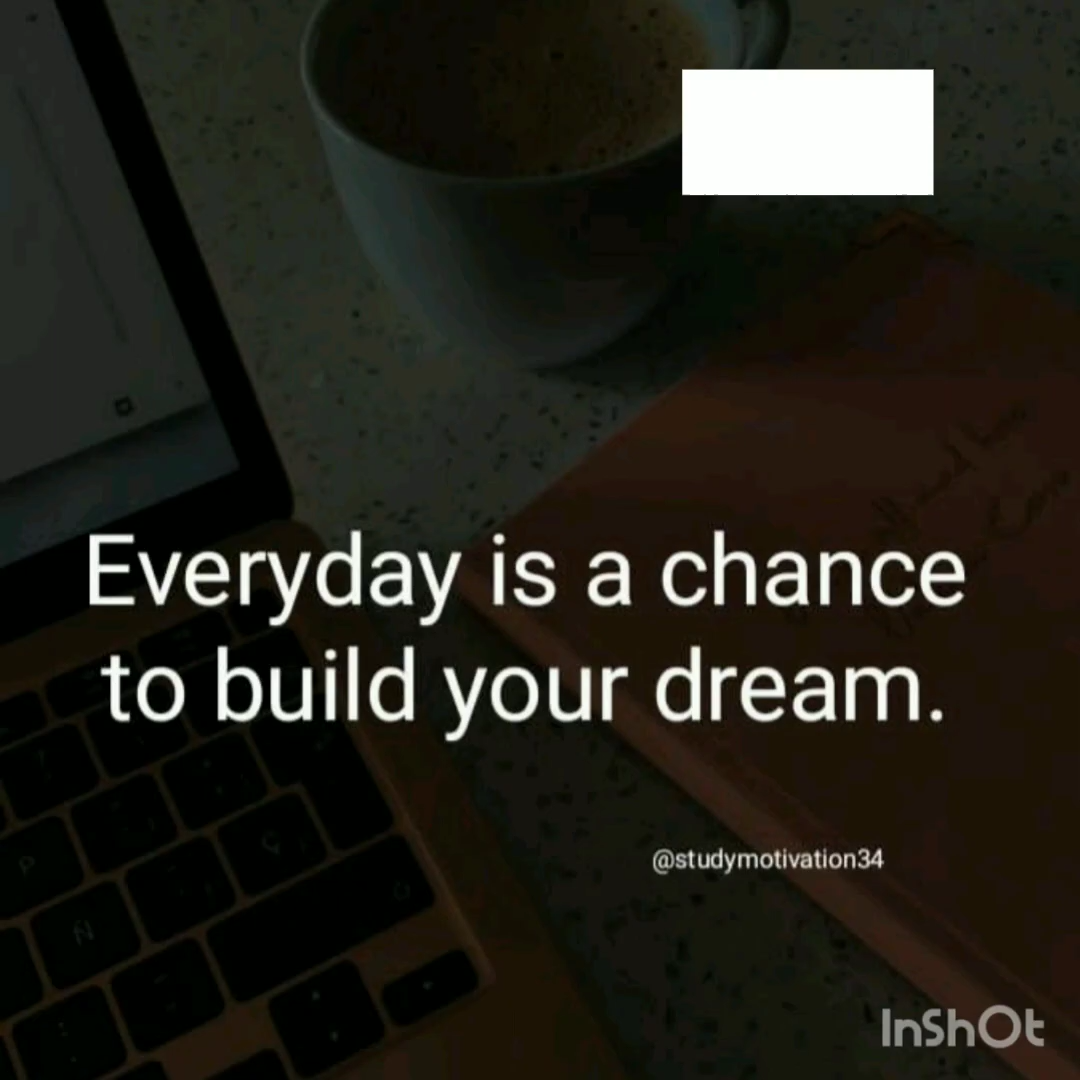 Everyday is a chance
to build your dream.
@studymotivation34
P
Ñ
Ç
InShOt